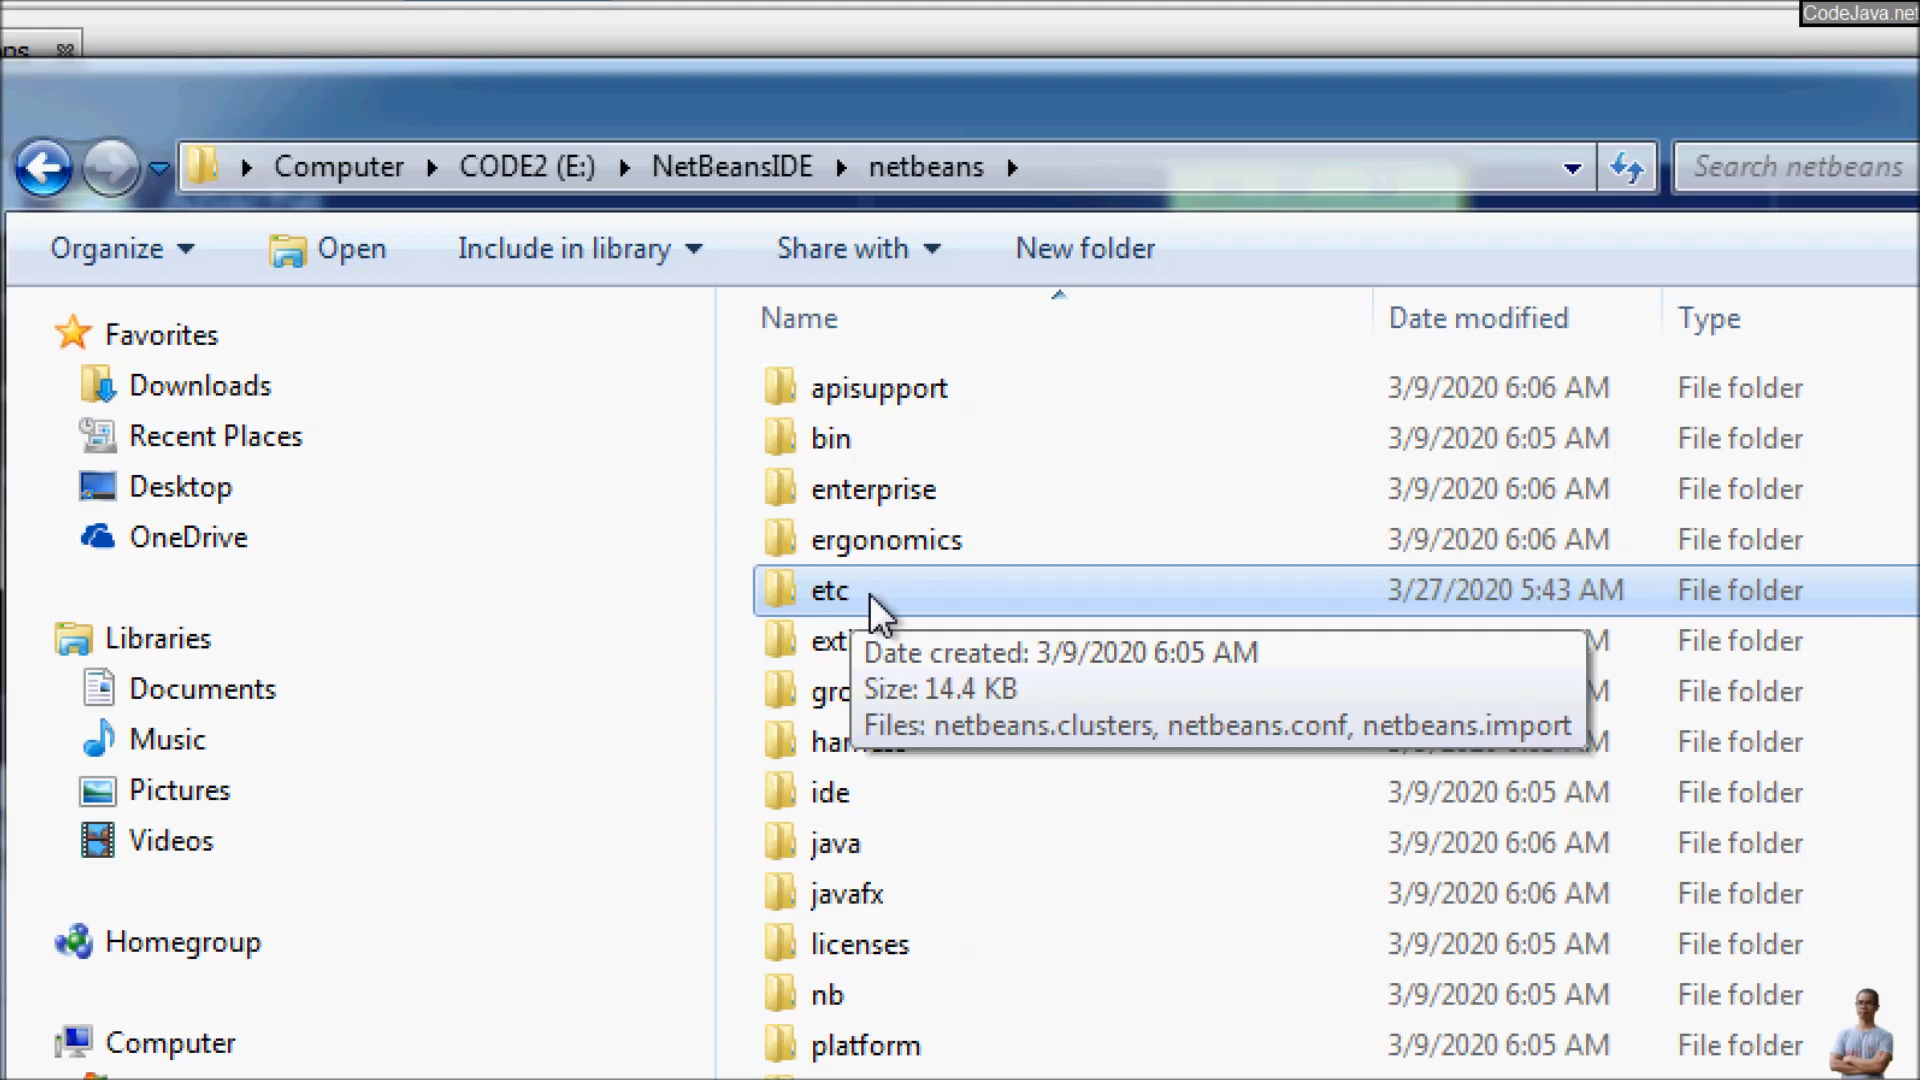 CodeJava.net
Computer CODE2 (E:) NetBeansIDE netbeans Search netbeans
Organize Open Include in library Share with New folder
Name Date modified Type
Favorites
Downloads
Recent Places
Desktop
OneDrive
Libraries
Documents
Music
Pictures
Videos
Homegroup
Computer
apisupport 3/9/2020 6:06 AM File folder
bin 3/9/2020 6:05 AM File folder
enterprise 3/9/2020 6:06 AM File folder
ergonomics 3/9/2020 6:06 AM File folder
etc 3/27/2020 5:43 AM File folder
File folder
File folder
File folder
Date created: 3/9/2020 6:05 AM
Size: 14.4 KB
Files: netbeans.clusters, netbeans.conf, netbeans.import
ide 3/9/2020 6:05 AM File folder
java 3/9/2020 6:05 AM File folder
javafx 3/9/2020 6:06 AM File folder
licenses 3/9/2020 6:05 AM File folder
nb 3/9/2020 6:05 AM File folder
platform 3/9/2020 6:05 AM File folder